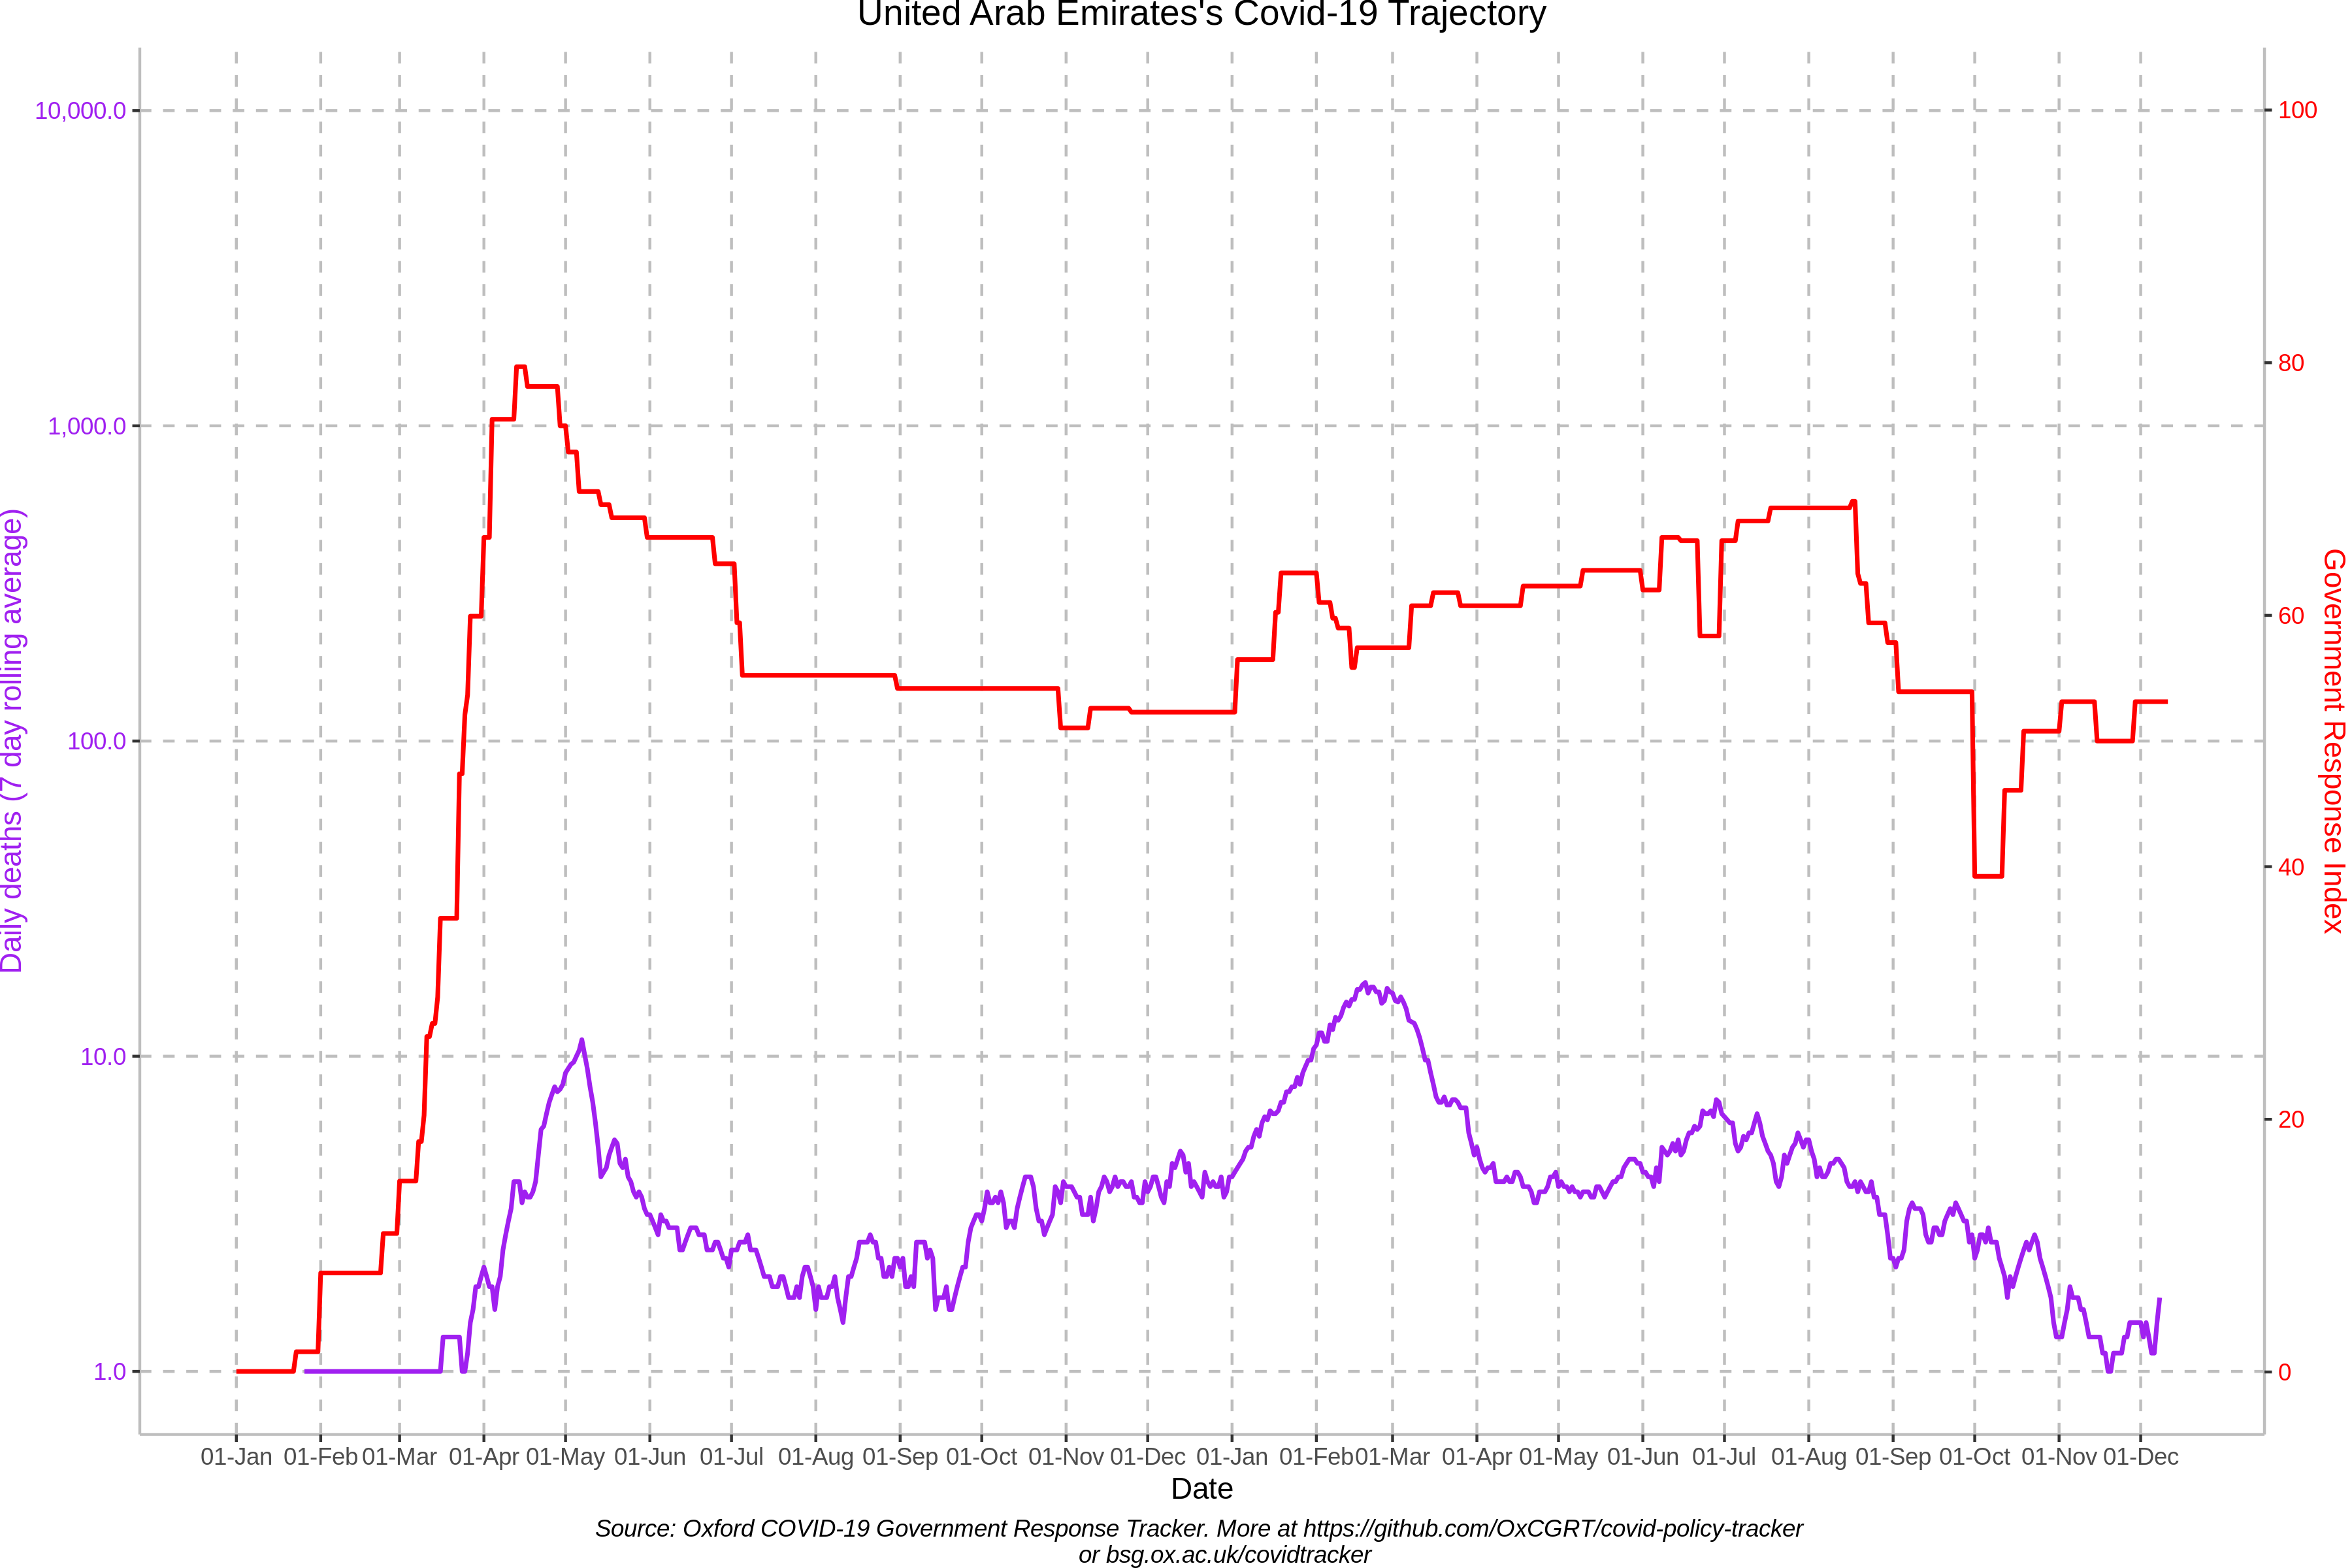 United Arab Emirates's Covid-19 Trajectory
10,000.0
1,000.0
100.0
10.0
1.0
Daily deaths (7 day rolling average)
100
80
60
40
20
0
Government Response Index
01-Jan 01-Feb 01-Mar 01-Apr 01-May 01-Jun 01-Jul 01-Aug 01-Sep 01-Oct 01-Nov 01-Dec 01-Jan 01-Feb 01-Mar 01-Apr 01-May 01-Jun 01-Jul 01-Aug 01-Sep 01-Oct 01-Nov 01-Dec
Date
Source: Oxford COVID-19 Government Response Tracker. More at https://github.com/OxCGRT/covid-policy-tracker
or bsg.ox.ac.uk/covidtracker